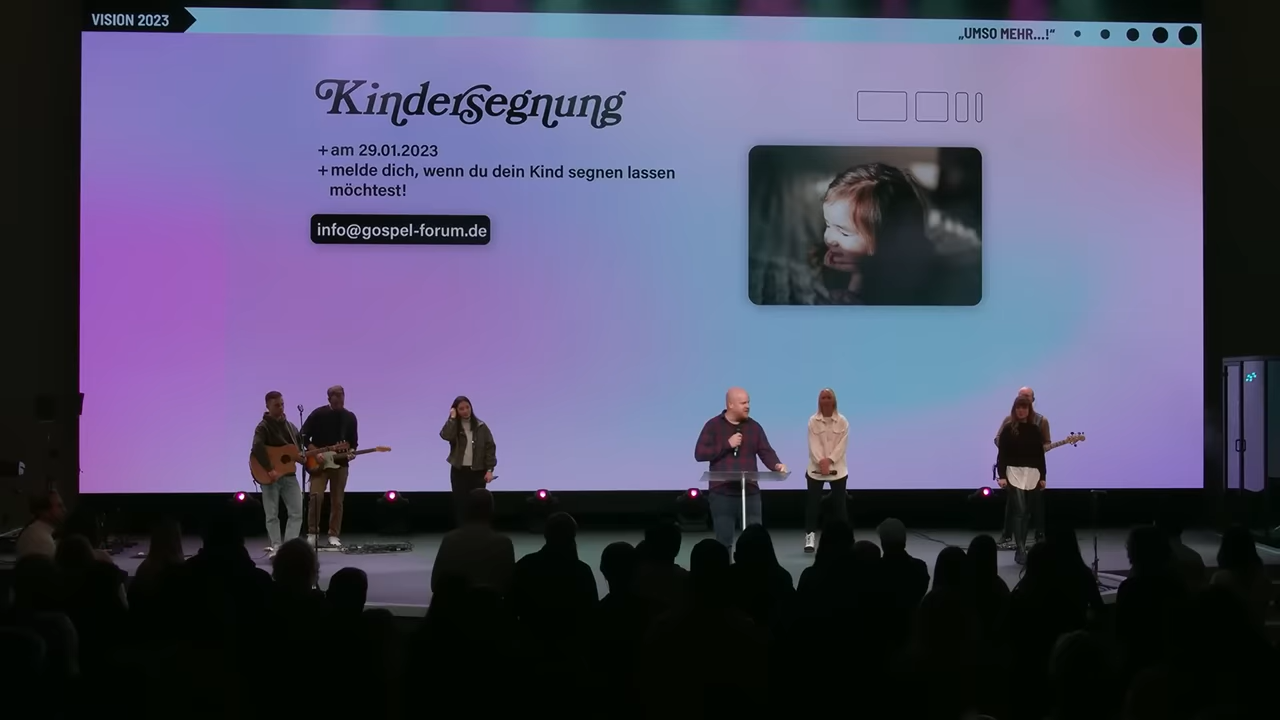 VISION 2023
„UMSO MEHR...!“
Kindersegnung
+ am 29.01.2023
+ melde dich, wenn du dein Kind segnen lassen
möchtest!
info@gospel-forum.de